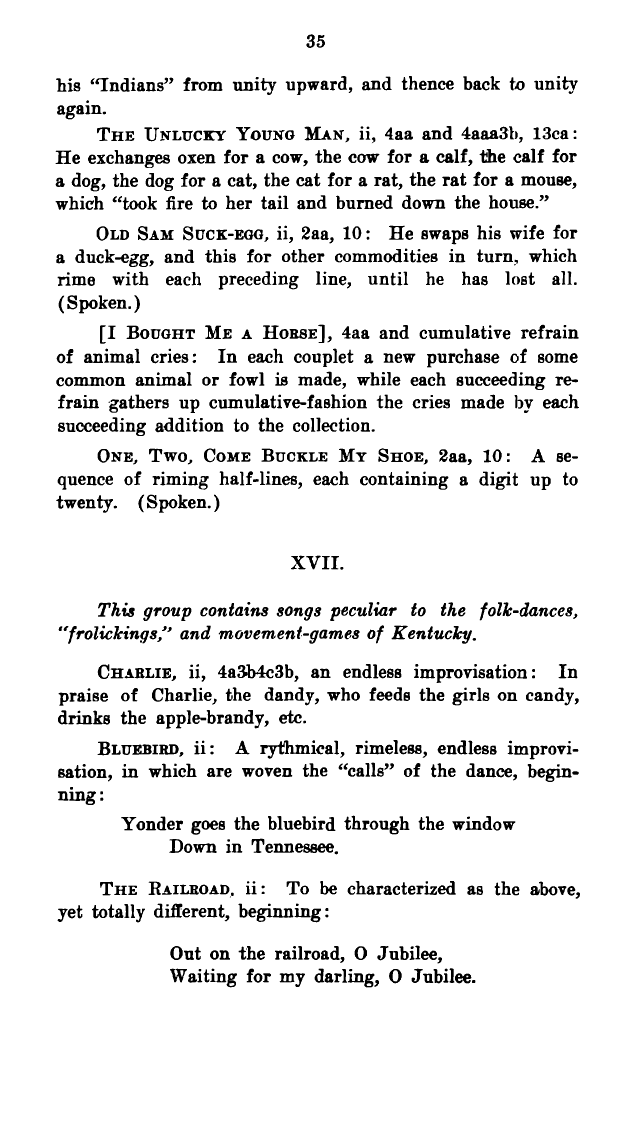 35
his “Indians” from unity upward, and thence back to unity
again.
THE UNLUCKY YOUNG MAN, ii, 4aa and 4aaa3b, 13ca:
He exchanges oxen for a cow, the cow for a calf, the calf for
a dog, the dog for a cat, the cat for a rat, the rat for a mouse,
which “took fire to her tail and burned down the house.”
OLD SAM SUCK-EGG, ii, 2aa, 10: He swaps his wife for
a duck-egg, and this for other commodities in turn, which
rime with each preceding line, until he has lost all.
(Spoken.)
[I BOUGHT ME A HORSE], 4aa and cumulative refrain
of animal cries: In each couplet a new purchase of some
common animal or fowl is made, while each succeeding re-
frain gathers up cumulative-fashion the cries made by each
succeeding addition to the collection.
ONE, TWO, COME BUCKLE MY SHOE, 2aa, 10: A se-
quence of riming half-lines, each containing a digit up to
twenty. (Spoken.)
XVII.
This group contains songs peculiar to the folk-dances,
“frolickings,” and movement-games of Kentucky.
CHARLIE, ii, 4a3b4c3b, an endless improvisation: In
praise of Charlie, the dandy, who feeds the girls on candy,
drinks the apple-brandy, etc.
BLUEBIRD, ii: A rythmical, rimeless, endless improvi-
sation, in which are woven the “calls” of the dance, begin-
ning:
Yonder goes the bluebird through the window
Down in Tennessee.
THE RAILROAD, ii: To be characterized as the above,
yet totally different, beginning:
Out on the railroad, O Jubilee,
Waiting for my darling, O Jubilee.